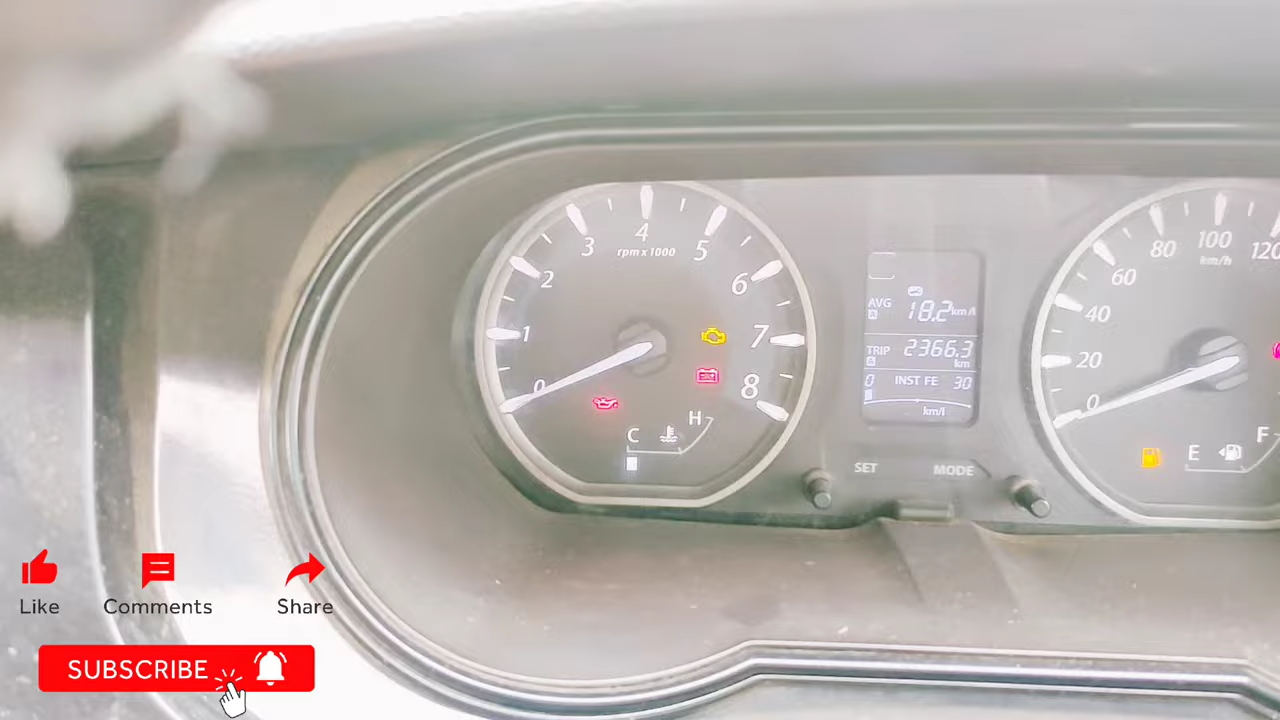 0
1
2
3
4
5
6
7
8
rpm x 1000
C
H
AVG
A
18.2 km/l
TRIP
A
2366.3
km
0 INST FE 30
km/l
SET MODE
0
20
40
60
80
100
120
km/h
E
F
Like Comments Share
SUBSCRIBE